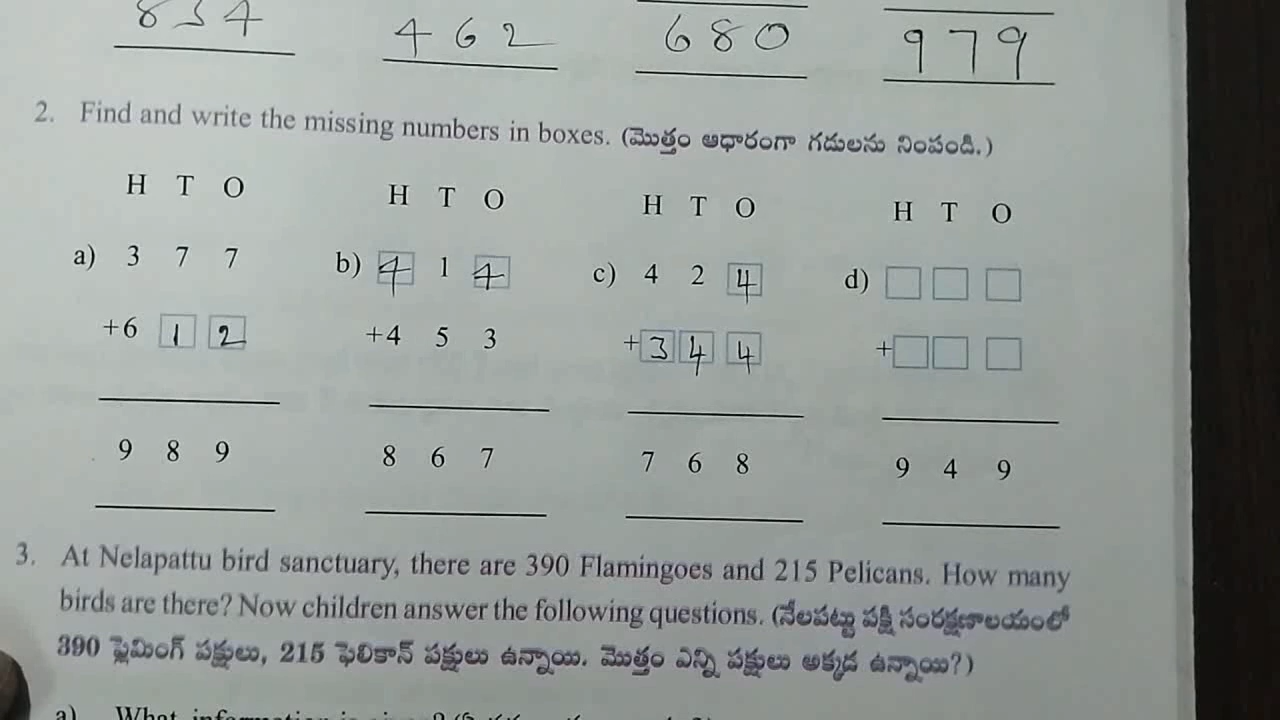 834 462 680 979
2. Find and write the missing numbers in boxes. (మొత్తం ఆధారంగా గదులను నింపండి.)
H T O H T O H T O H T O
a) 3 7 7 b) 4 1 4 c) 4 2 4 d)
+6 1 2 +4 5 3 +3 4 4 +
9 8 9 8 6 7 7 6 8 9 4 9
3. At Nelapattu bird sanctuary, there are 390 Flamingoes and 215 Pelicans. How many
birds are there? Now children answer the following questions. (నేలపట్టు పక్షి సంరక్షణాలయంలో
390 ఫ్లెమింగ్ పక్షులు, 215 ఫెలికాన్ పక్షులు ఉన్నాయి. మొత్తం ఎన్ని పక్షులు అక్కడ ఉన్నాయి?)
a) What information is given?